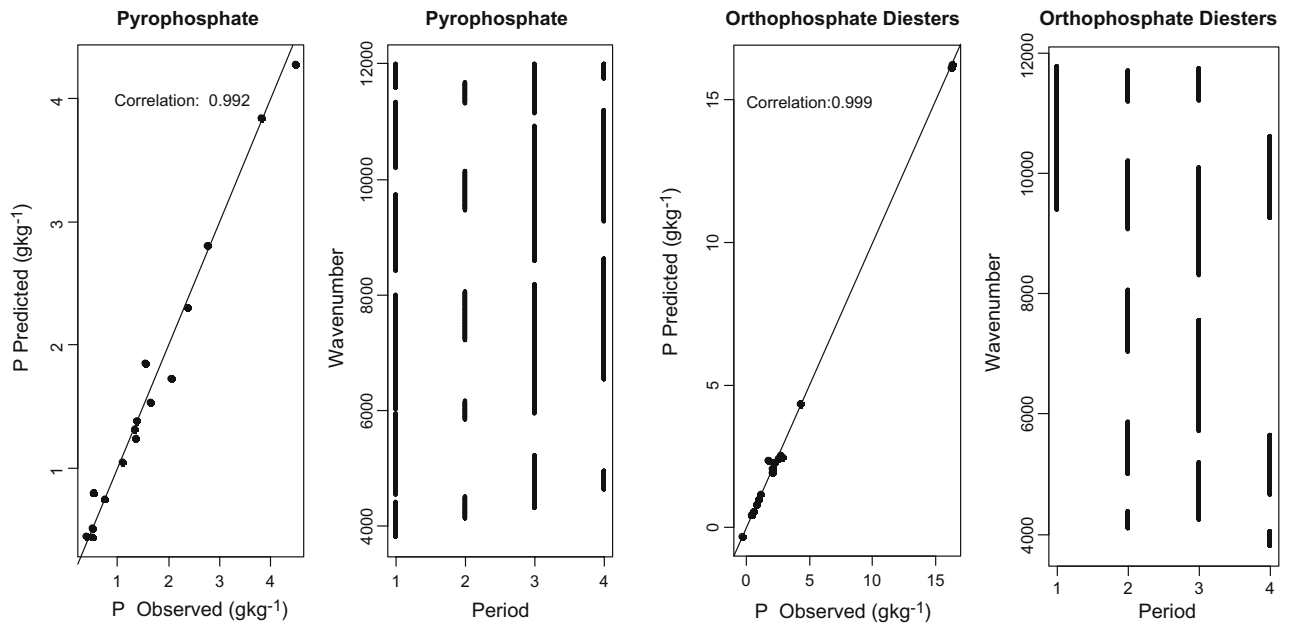 Pyrophosphate
Correlation: 0.992
4
3
2
1
P Predicted (gkg-1)
1 2 3 4
P Observed (gkg-1)
Pyrophosphate
12000
10000
8000
6000
4000
Wavenumber
1 2 3 4
Period
Orthophosphate Diesters
Correlation:0.999
15
10
5
0
P Predicted (gkg-1)
0 5 10 15
P Observed (gkg-1)
Orthophosphate Diesters
12000
10000
8000
6000
4000
Wavenumber
1 2 3 4
Period